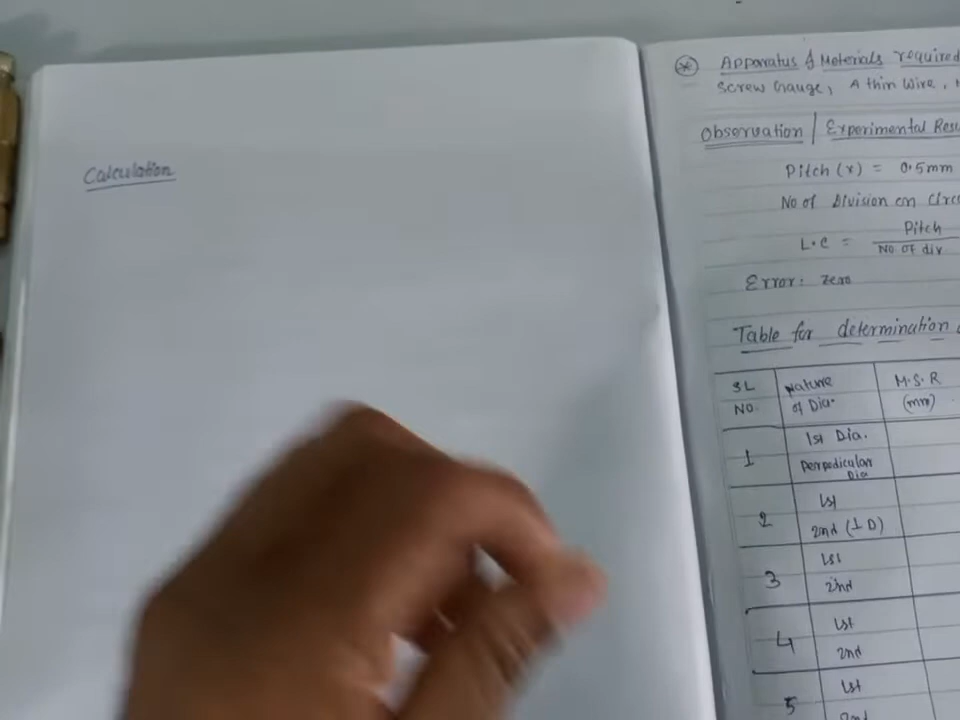 Calculation
Apparatus & Materials required
Screw Gauge, A thin Wire,
Observation | Experimental
Pitch (x) = 0.5mm
No of Division on
L.C = Pitch / No of div
Error: Zero
Table for determination
SL NO. Nature of Dia. M.S.R (mm)
1 1st Dia.
Perpedicular Dia
2 1st
2nd (⊥ D)
3 1st
2nd
4 1st
2nd
5 1st
2nd